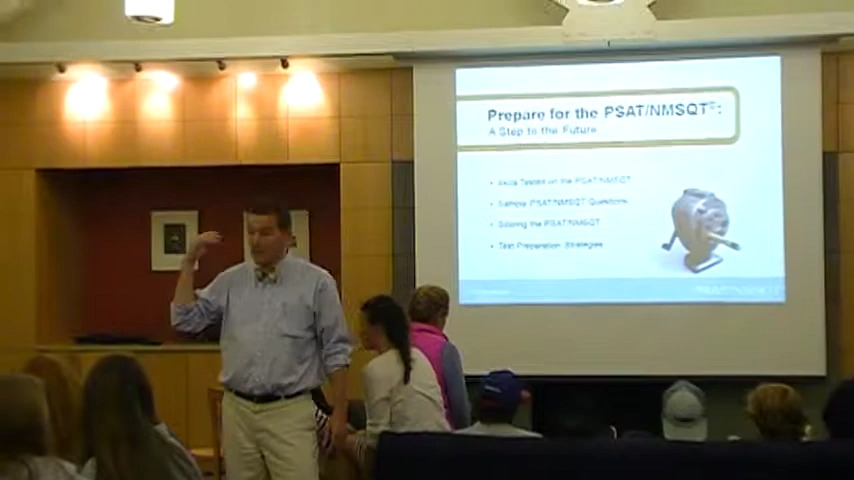 Prepare for the PSAT/NMSQT®:
A Step to the Future
• Skills Tested on the PSAT/NMSQT
• Sample PSAT/NMSQT Questions
• Scoring the PSAT/NMSQT
• Test Preparation Strategies